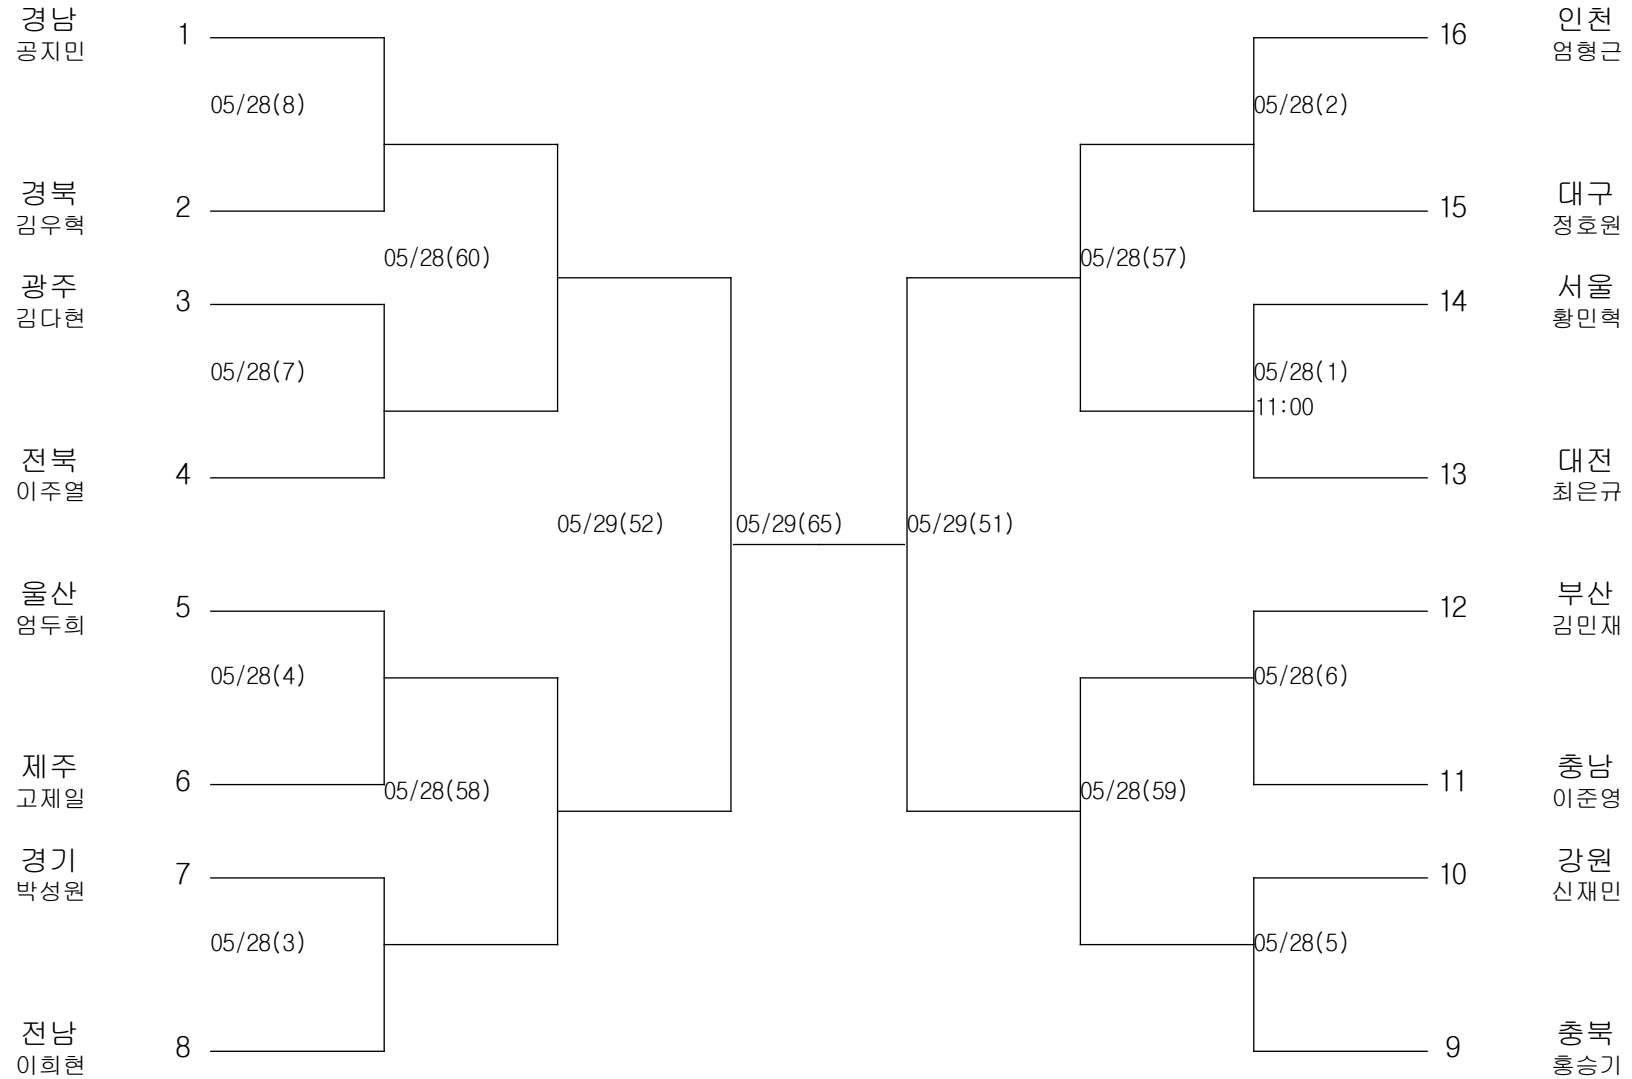 경남
공지민
1
05/28(8)
경북
김우혁
2
05/28(60)
광주
김다현
3
05/28(7)
전북
이주열
4
05/29(52)
울산
엄두희
5
05/28(4)
제주
고제일
6
05/28(58)
경기
박성원
7
05/28(3)
전남
이희현
8
05/29(65)
16
인천
엄형근
05/28(2)
15
대구
정호원
05/28(57)
14
서울
황민혁
05/28(1)
11:00
13
대전
최은규
05/29(51)
12
부산
김민재
05/28(6)
11
충남
이준영
05/28(59)
10
강원
신재민
05/28(5)
9
충북
홍승기